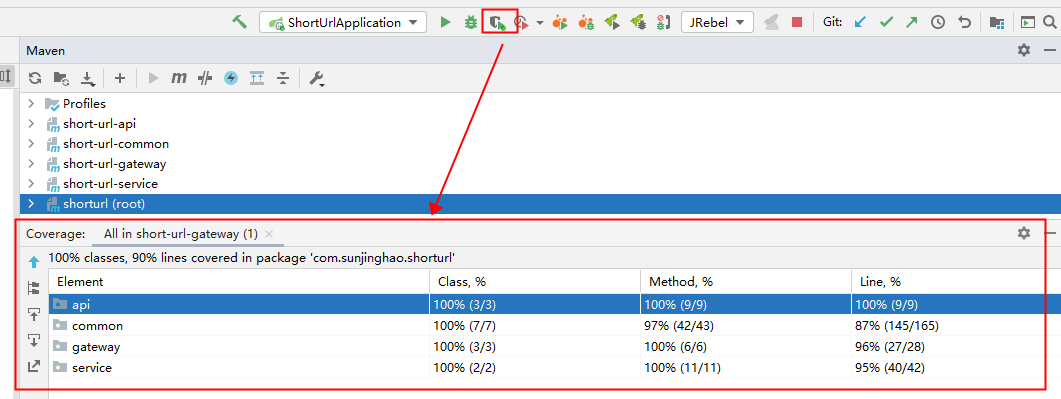 ShortUrlApplication JRebel Git:
Maven
Profiles
short-url-api
short-url-common
short-url-gateway
short-url-service
shorturl (root)
Coverage: All in short-url-gateway (1)
100% classes, 90% lines covered in package 'com.sunjinghao.shorturl'
Element Class, % Method, % Line, %
api 100% (3/3) 100% (9/9) 100% (9/9)
common 100% (7/7) 97% (42/43) 87% (145/165)
gateway 100% (3/3) 100% (6/6) 96% (27/28)
service 100% (2/2) 100% (11/11) 95% (40/42)